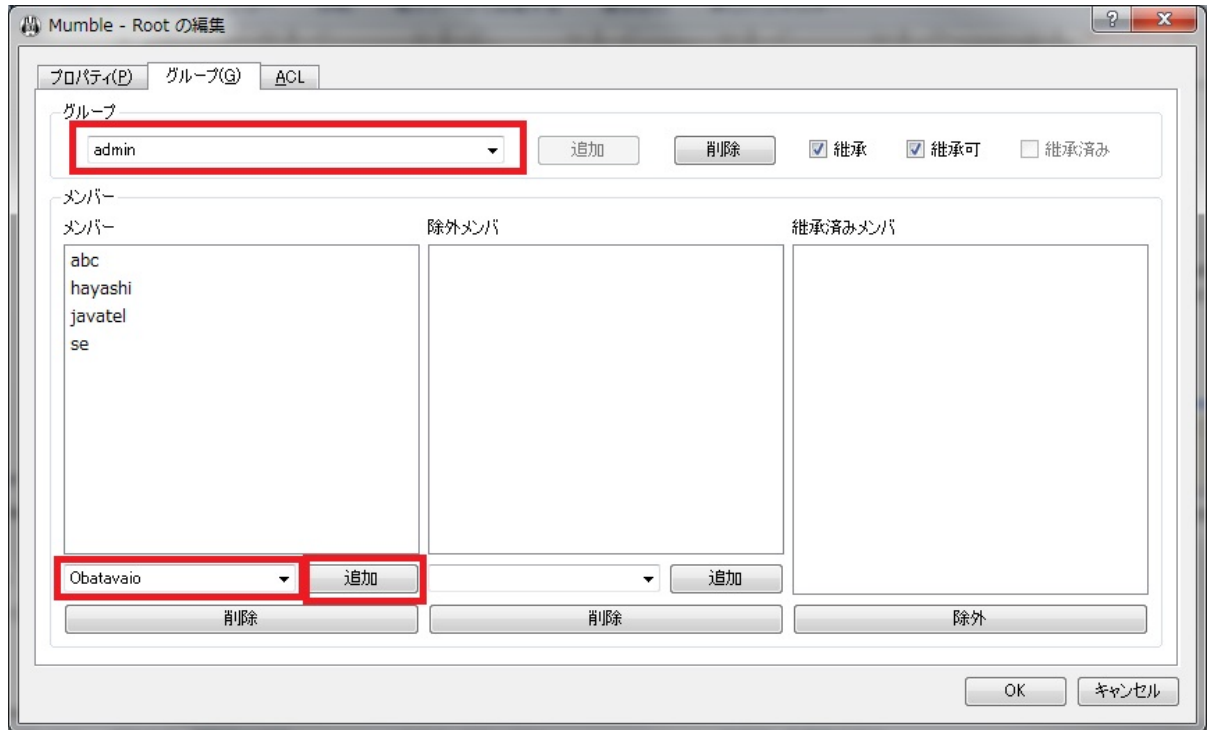 Mumble - Root の編集
プロパティ(P) グループ(G) ACL
グループ
admin 追加 削除 継承 継承可 継承済み
メンバー
メンバー 除外メンバ 継承済みメンバ
abc
hayashi
javatel
se
Obatavaio 追加 追加
削除 削除 除外
OK キャンセル